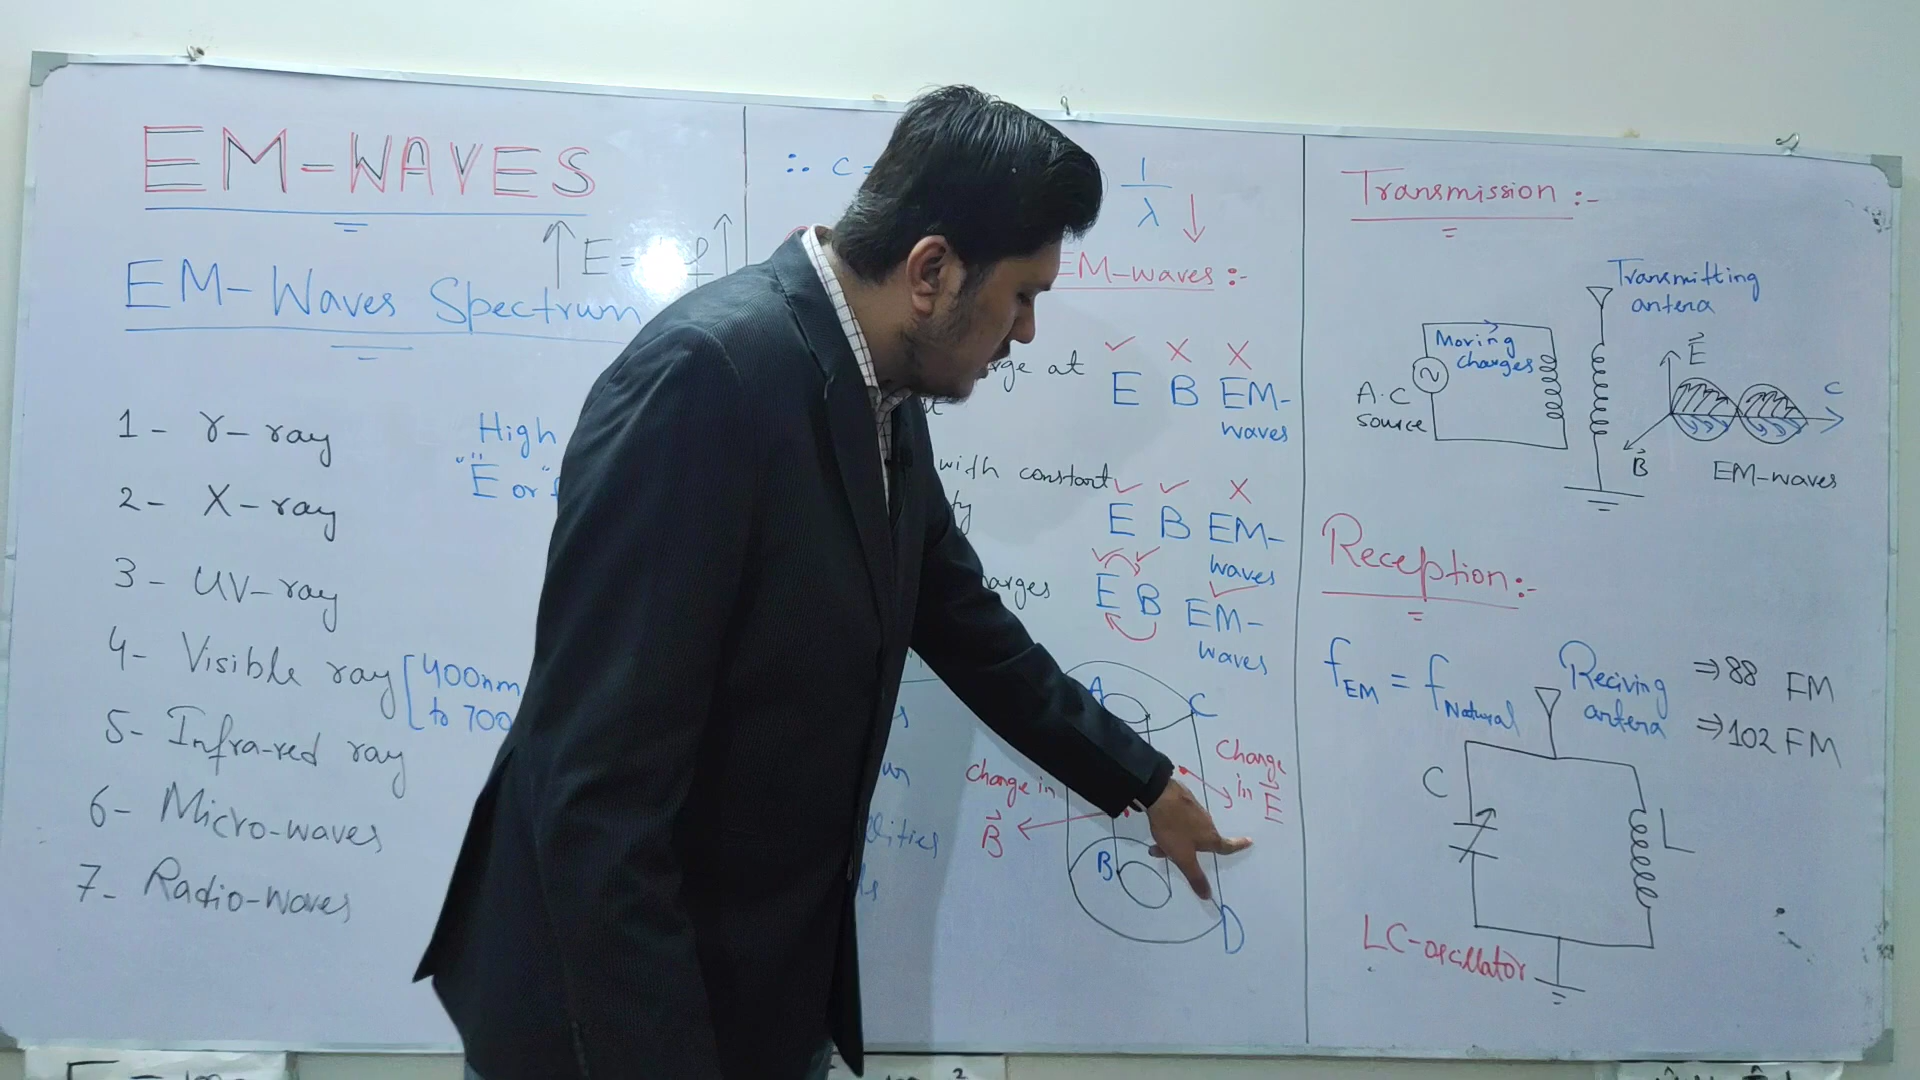 EM-WAVES
EM-Waves Spectrum
E =
1- γ-ray
2- X-ray
3- UV-ray
4- Visible ray [400nm
to 700
5- Infra-red ray
6- Micro-waves
7- Radio-waves
High
"E or f
∴ C =
1/λ ↓
EM-waves :-
at
E B EM-
waves
with constant
E B EM-
waves
E B EM-
waves
A C
Change in
B⃗
Change
in E⃗
B
D
Transmission :-
Transmitting
antena
Moving
charges
A.C
source
E⃗
C
B⃗
EM-waves
Reception:-
fEM = fNatural
Reciving
antena
⇒88 FM
⇒102 FM
C
L
LC-oscillator